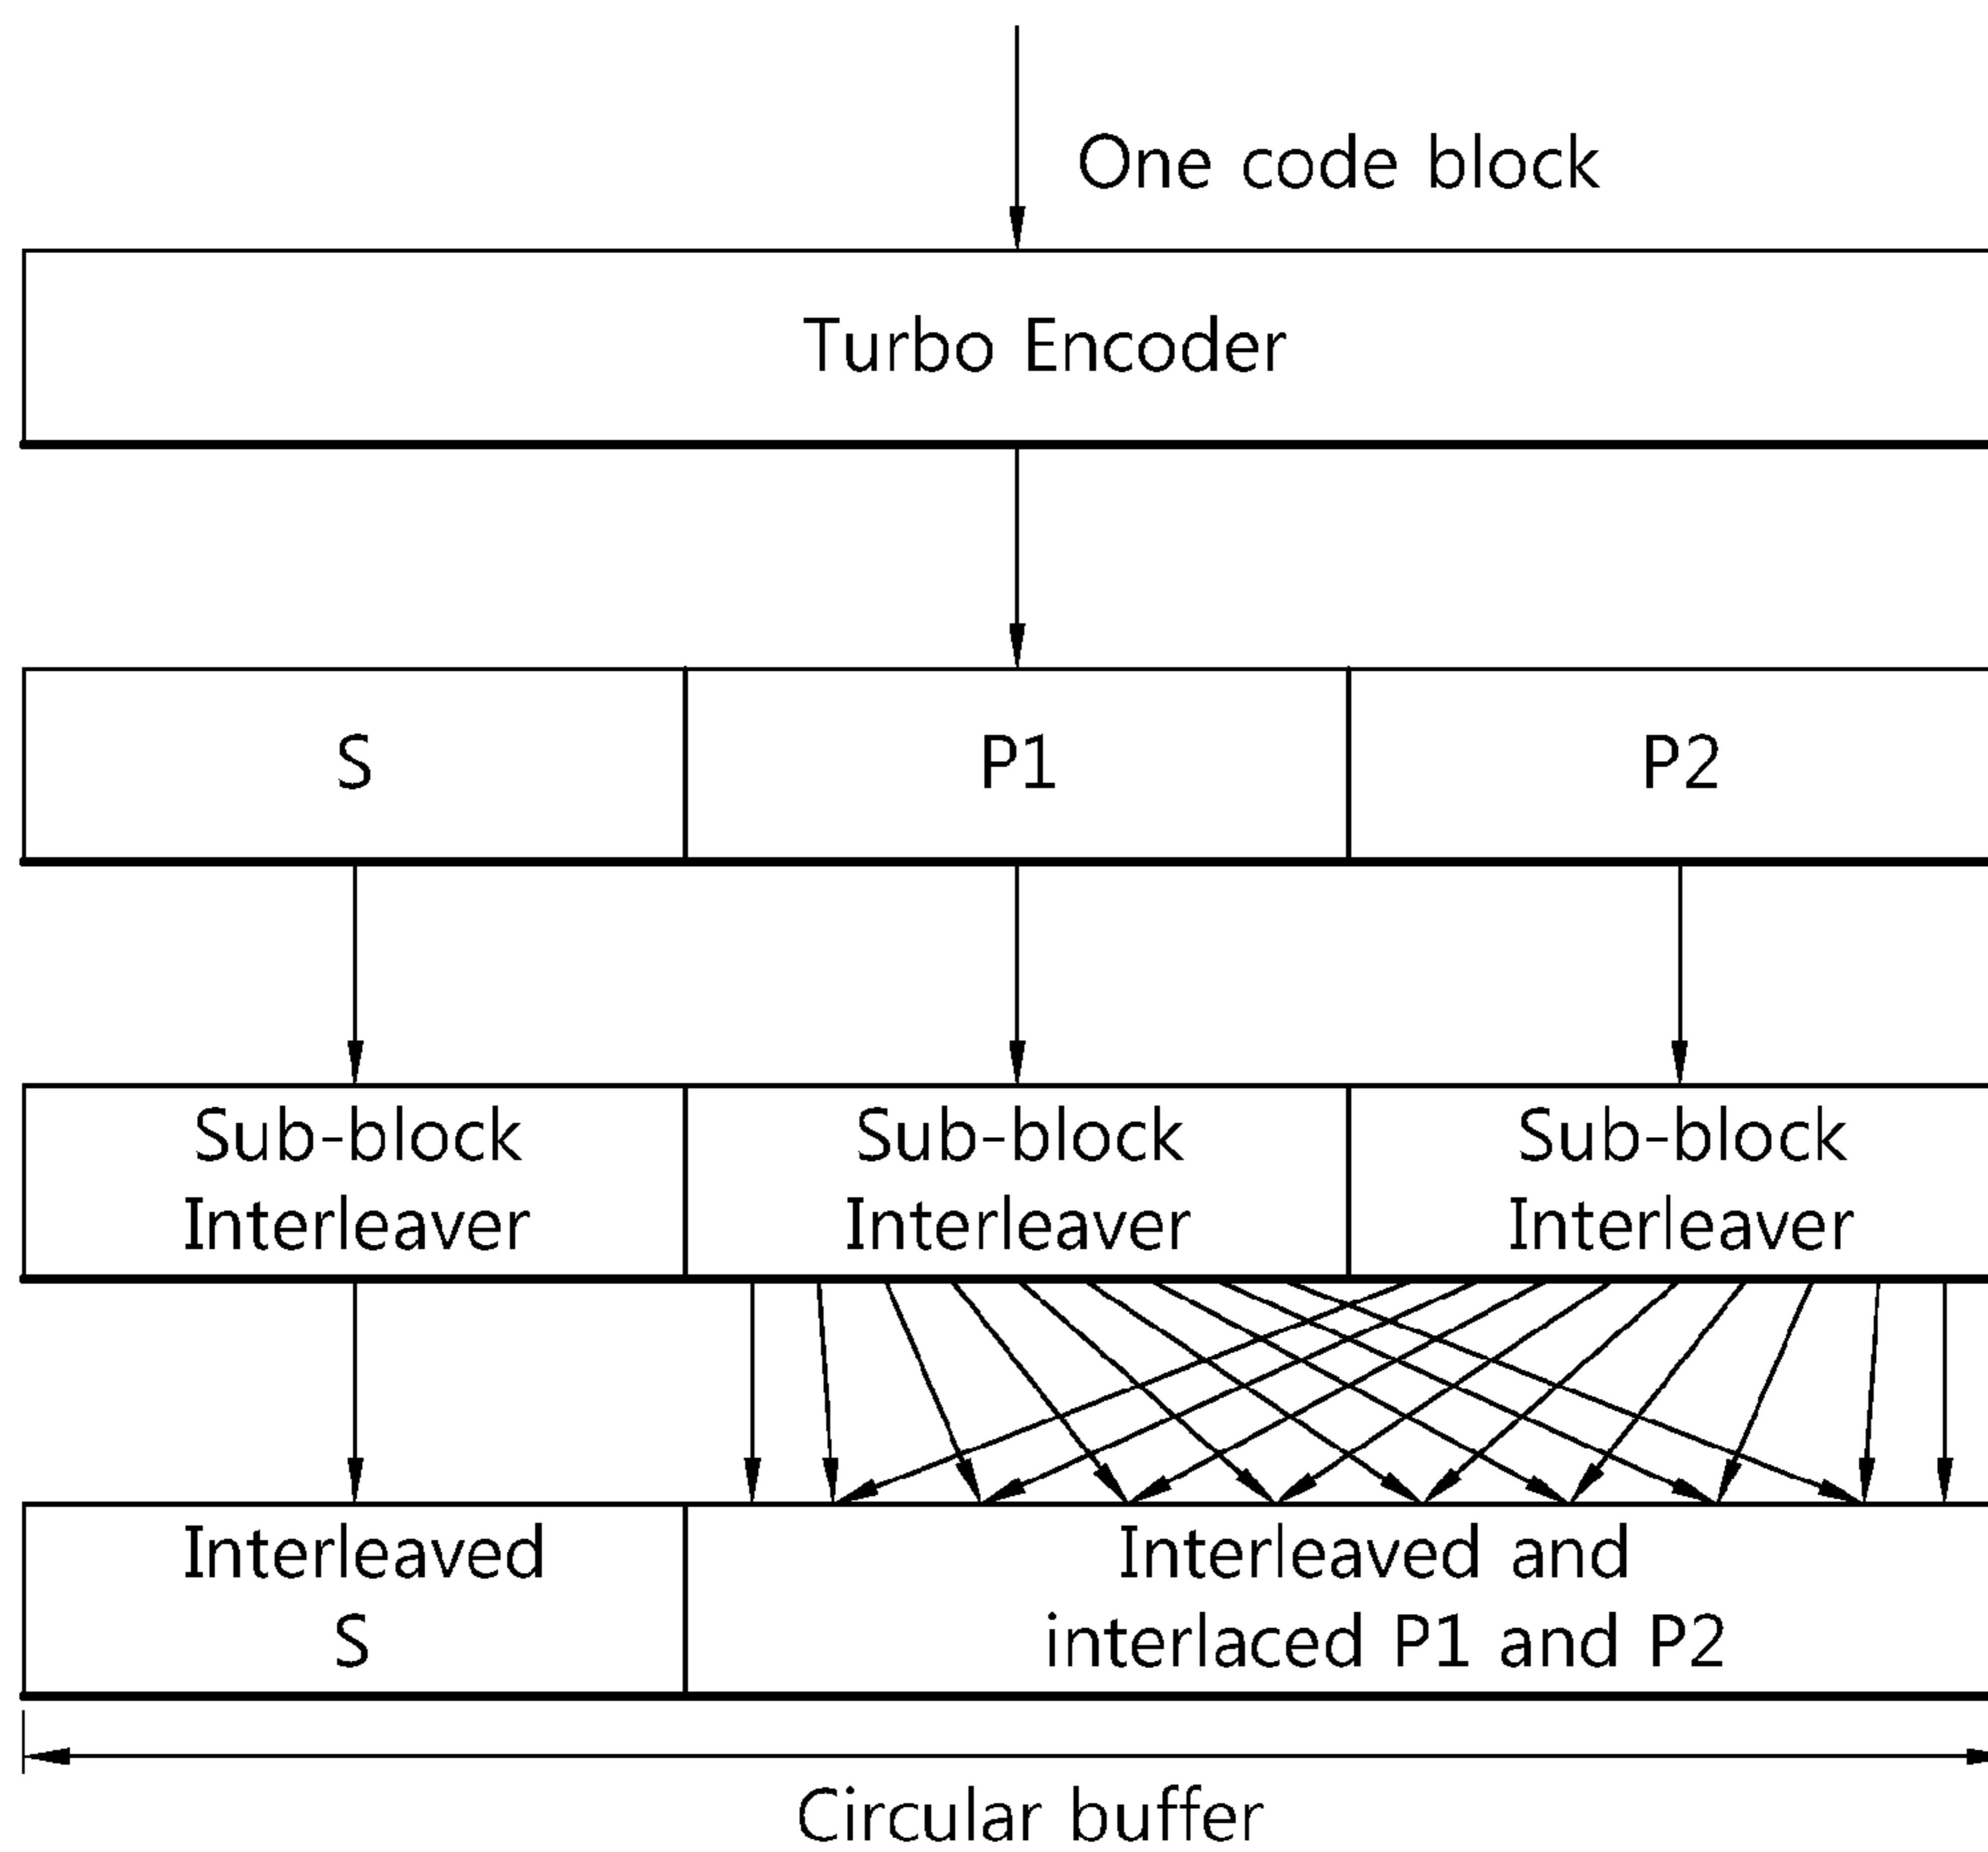 One code block
Turbo Encoder
S
P1
P2
Sub-block
Interleaver
Sub-block
Interleaver
Sub-block
Interleaver
Interleaved
S
Interleaved and
interlaced P1 and P2
Circular buffer